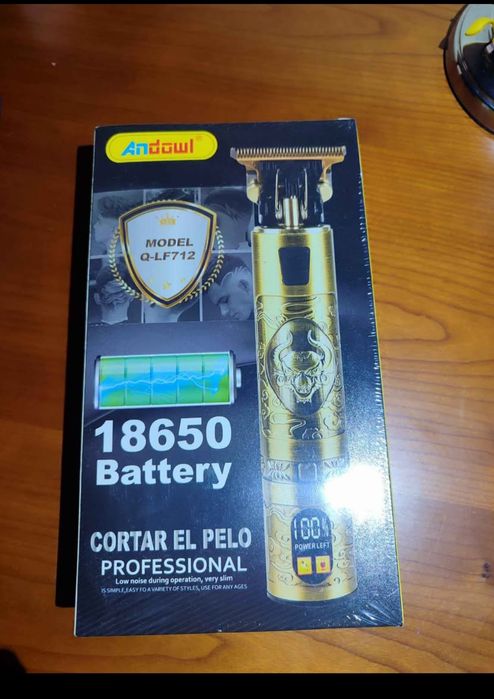 Andowl®
MODEL
Q-LF712
18650
Battery
CORTAR EL PELO
PROFESSIONAL
Low noise during operation, very slim
IS SIMPLE,EASY FO A VARIETY OF STYLES, USE FOR ANY AGES
100%
POWER LEFT